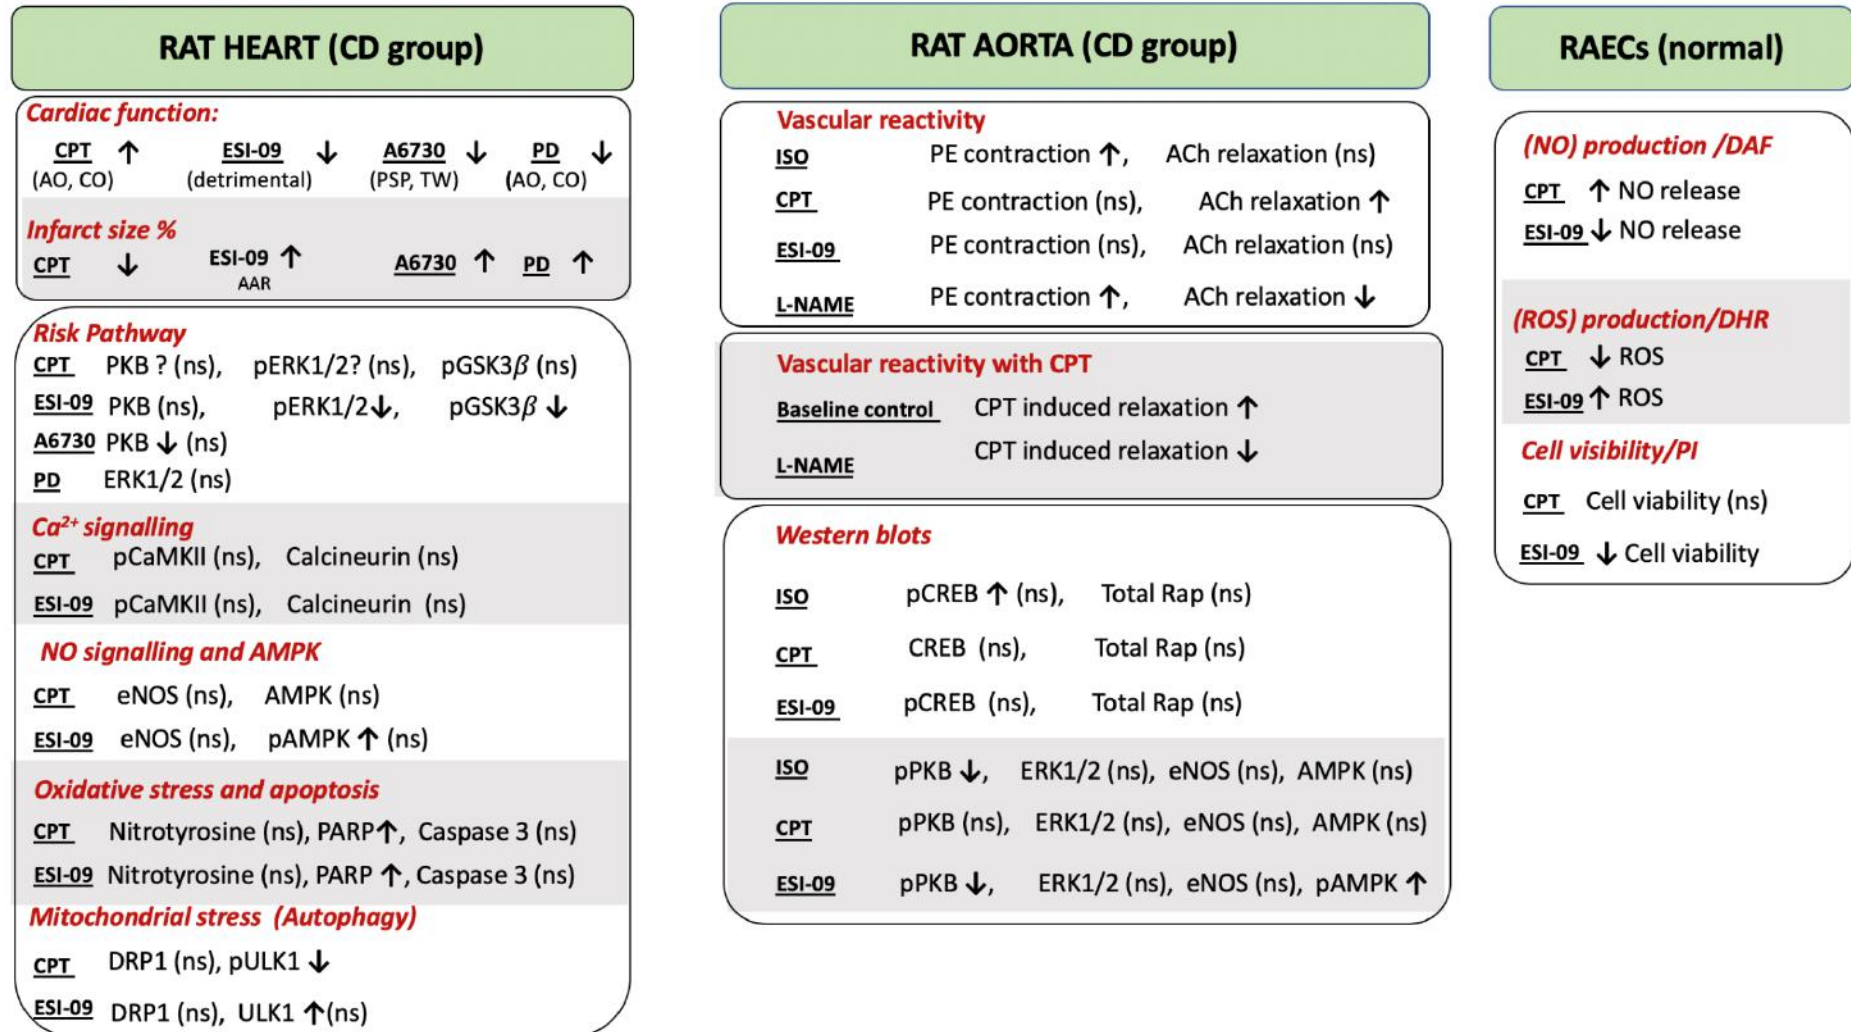 RAT HEART (CD group)
Cardiac function:
CPT ↑ ESI-09 ↓ A6730 ↓ PD ↓
(AO, CO) (detrimental) (PSP, TW) (AO, CO)
Infarct size %
CPT ↓ ESI-09 ↑ A6730 ↑ PD ↑
AAR
Risk Pathway
CPT PKB ? (ns), pERK1/2? (ns), pGSK3β (ns)
ESI-09 PKB (ns), pERK1/2↓, pGSK3β ↓
A6730 PKB ↓ (ns)
PD ERK1/2 (ns)
Ca²⁺ signalling
CPT pCaMKII (ns), Calcineurin (ns)
ESI-09 pCaMKII (ns), Calcineurin (ns)
NO signalling and AMPK
CPT eNOS (ns), AMPK (ns)
ESI-09 eNOS (ns), pAMPK ↑ (ns)
Oxidative stress and apoptosis
CPT Nitrotyrosine (ns), PARP↑, Caspase 3 (ns)
ESI-09 Nitrotyrosine (ns), PARP ↑, Caspase 3 (ns)
Mitochondrial stress (Autophagy)
CPT DRP1 (ns), pULK1 ↓
ESI-09 DRP1 (ns), ULK1 ↑(ns)
RAT AORTA (CD group)
Vascular reactivity
ISO PE contraction ↑, ACh relaxation (ns)
CPT PE contraction (ns), ACh relaxation ↑
ESI-09 PE contraction (ns), ACh relaxation (ns)
L-NAME PE contraction ↑, ACh relaxation ↓
Vascular reactivity with CPT
Baseline control CPT induced relaxation ↑
L-NAME CPT induced relaxation ↓
Western blots
ISO pCREB ↑ (ns), Total Rap (ns)
CPT CREB (ns), Total Rap (ns)
ESI-09 pCREB (ns), Total Rap (ns)
ISO pPKB ↓, ERK1/2 (ns), eNOS (ns), AMPK (ns)
CPT pPKB (ns), ERK1/2 (ns), eNOS (ns), AMPK (ns)
ESI-09 pPKB ↓, ERK1/2 (ns), eNOS (ns), pAMPK ↑
RAECs (normal)
(NO) production /DAF
CPT ↑ NO release
ESI-09 ↓ NO release
(ROS) production/DHR
CPT ↓ ROS
ESI-09 ↑ ROS
Cell visibility/PI
CPT Cell viability (ns)
ESI-09 ↓ Cell viability